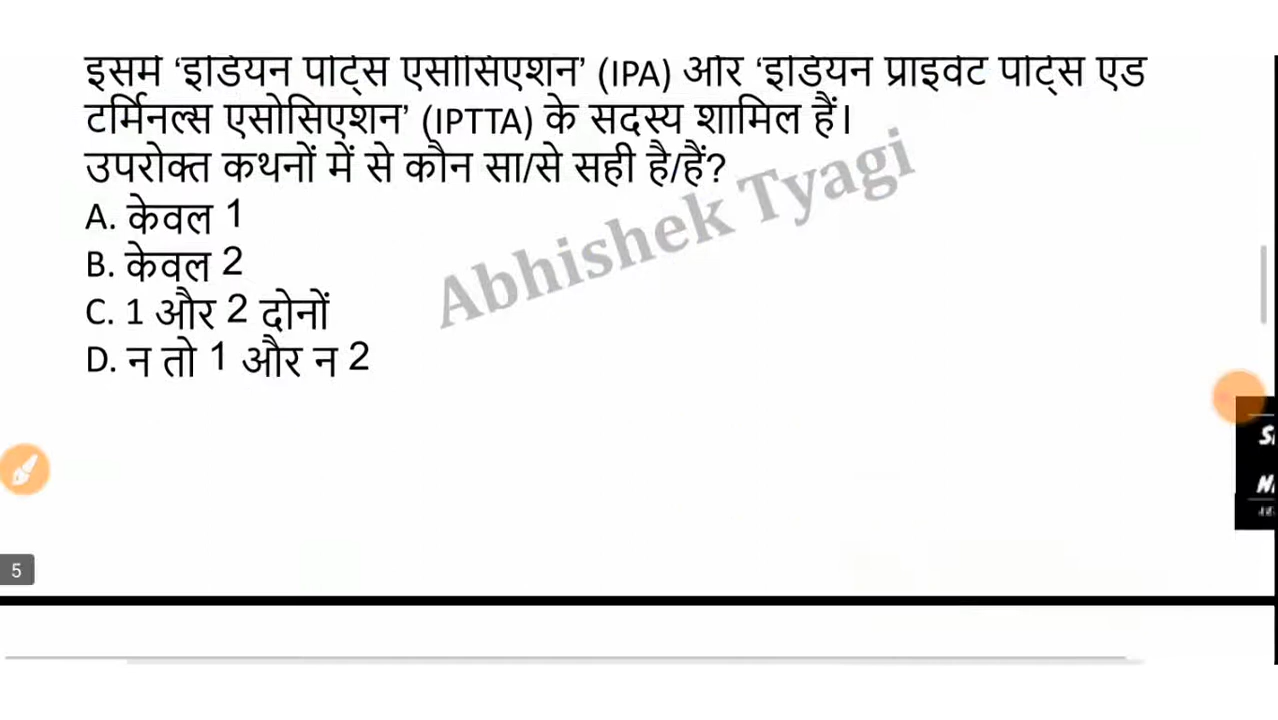 इसमें ‘इंडियन पोर्ट्स एसोसिएशन’ (IPA) और ‘इंडियन प्राइवेट पोर्ट्स एंड
टर्मिनल्स एसोसिएशन’ (IPTTA) के सदस्य शामिल हैं।
उपरोक्त कथनों में से कौन सा/से सही है/हैं?
Abhishek Tyagi
A. केवल 1
B. केवल 2
C. 1 और 2 दोनों
D. न तो 1 और न 2
5